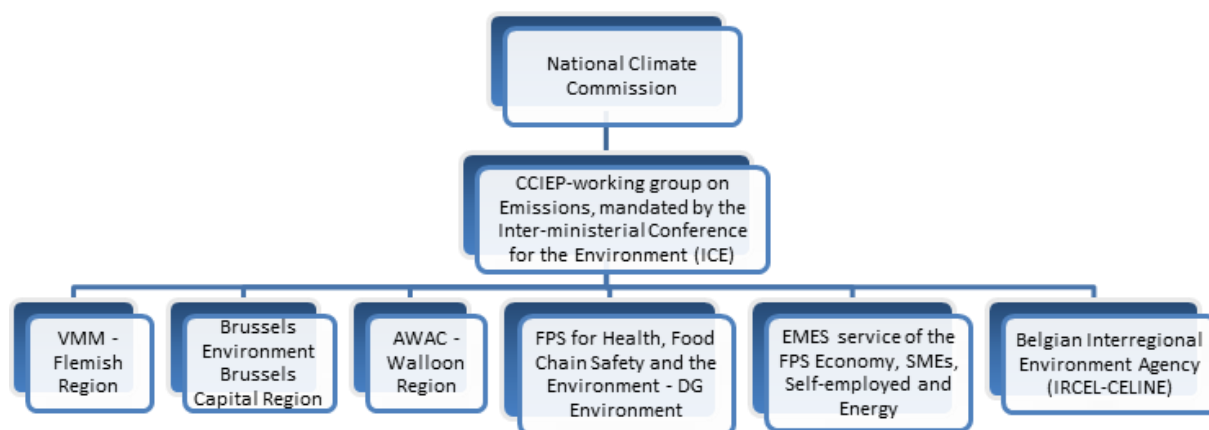 National Climate
Commission
CCIEP-working group on
Emissions, mandated by the
Inter-ministerial Conference
for the Environment (ICE)
VMM -
Flemish
Region
Brussels
Environment
Brussels
Capital Region
AWAC -
Walloon
Region
FPS for Health, Food
Chain Safety and the
Environment - DG
Environment
EMES service of the
FPS Economy, SMEs,
Self-employed and
Energy
Belgian Interregional
Environment Agency
(IRCEL-CELINE)